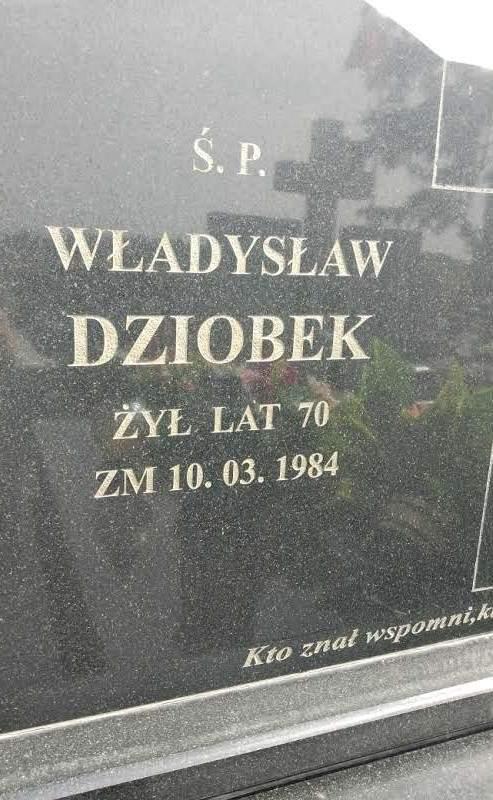 Ś. P.
WŁADYSŁAW
DZIOBEK
ŻYŁ LAT 70
ZM 10. 03. 1984
Kto znał wspomni,